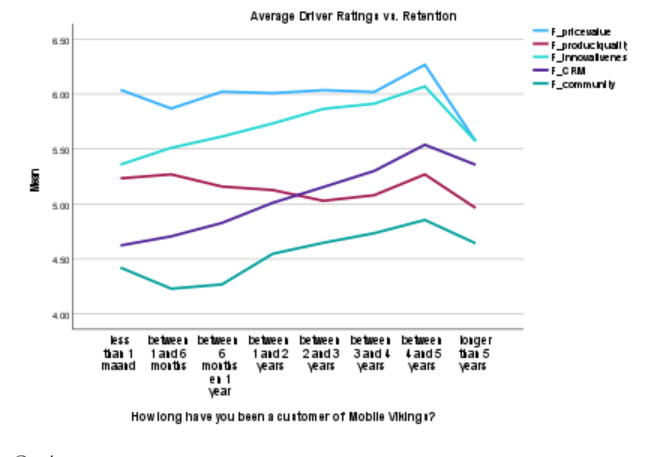 Average Driver Ratings vs. Retention
F_pricevalue
F_productquality
F_innovativenes
F_CRM
F_community
6.50
6.00
5.50
5.00
4.50
4.00
Mean
less than 1 maand
between 1 and 6 months
between 6 months en 1 year
between 1 and 2 years
between 2 and 3 years
between 3 and 4 years
between 4 and 5 years
longer than 5 years
How long have you been a customer of Mobile Vikings?